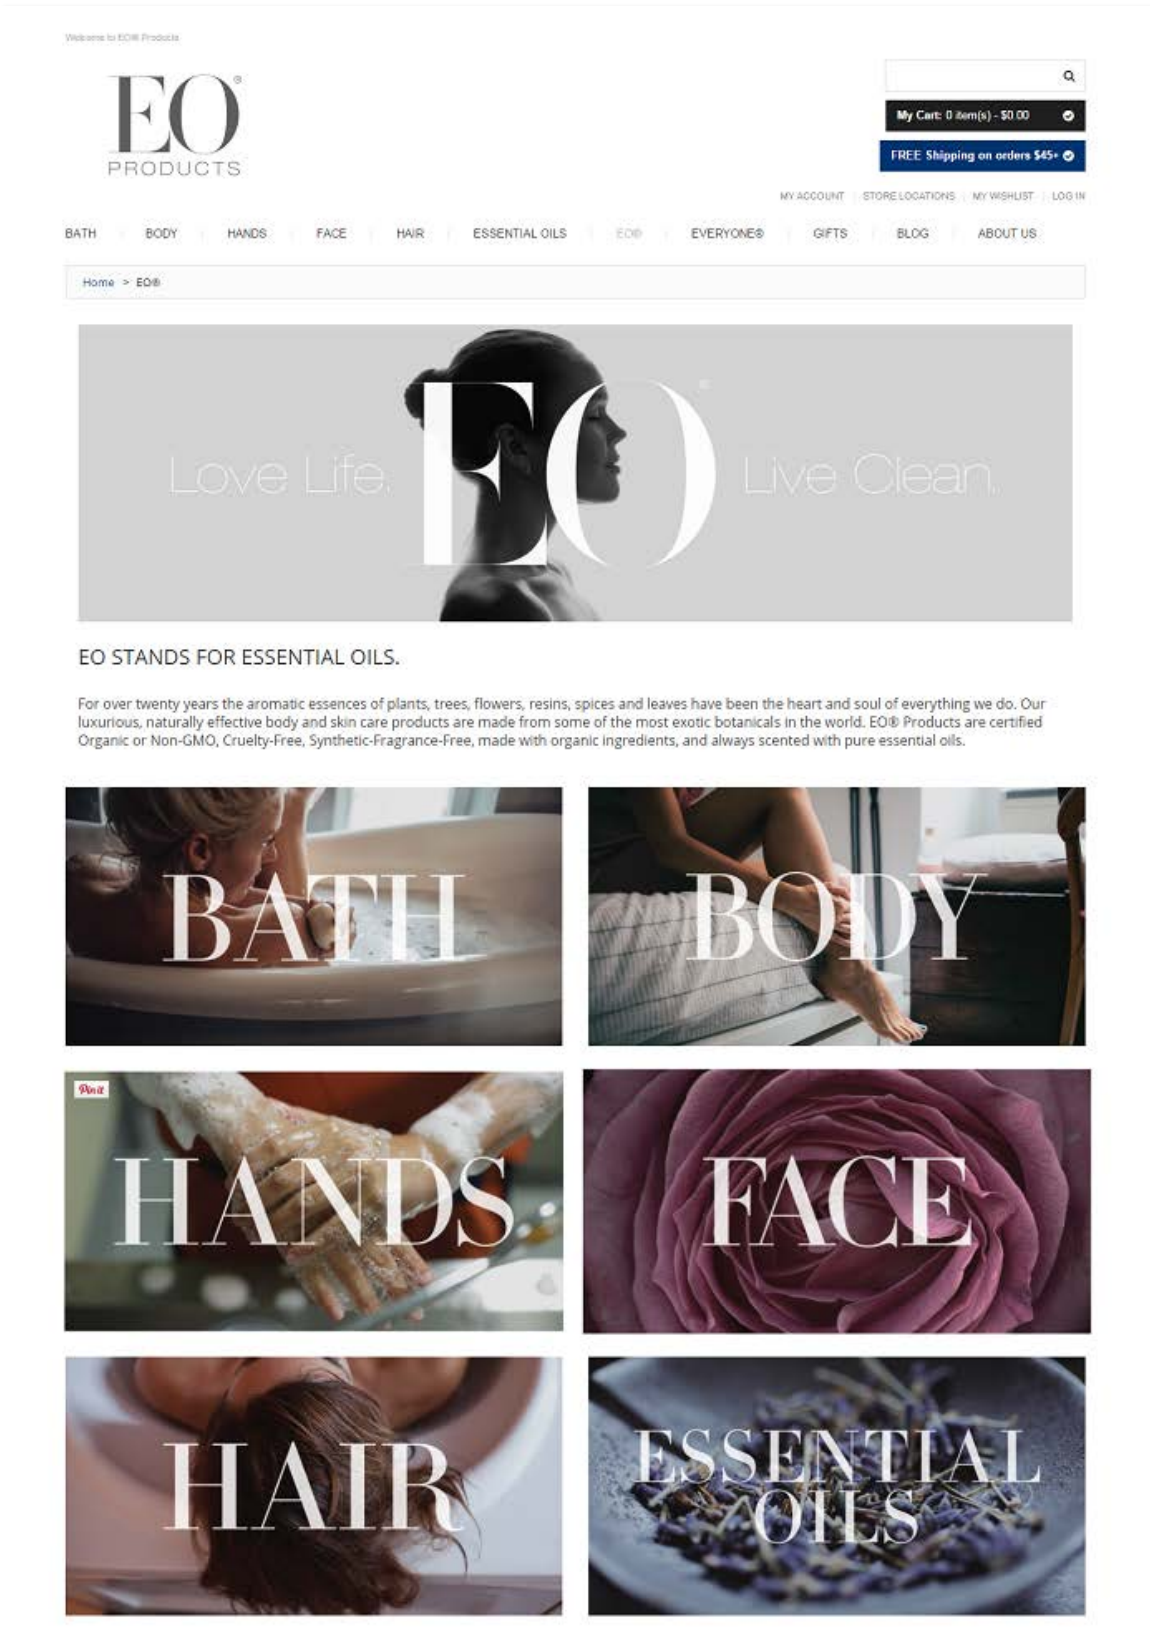 Welcome to EO® Products
EO®
PRODUCTS
My Cart: 0 item(s) - $0.00
FREE Shipping on orders $45+
MY ACCOUNT STORE LOCATIONS MY WISHLIST LOG IN
BATH BODY HANDS FACE HAIR ESSENTIAL OILS EO® EVERYONE® GIFTS BLOG ABOUT US
Home > EO®
Love Life. EO® Live Clean.
EO STANDS FOR ESSENTIAL OILS.
For over twenty years the aromatic essences of plants, trees, flowers, resins, spices and leaves have been the heart and soul of everything we do. Our
luxurious, naturally effective body and skin care products are made from some of the most exotic botanicals in the world. EO® Products are certified
Organic or Non-GMO, Cruelty-Free, Synthetic-Fragrance-Free, made with organic ingredients, and always scented with pure essential oils.
BATH
BODY
Pin it
HANDS
FACE
HAIR
ESSENTIAL
OILS